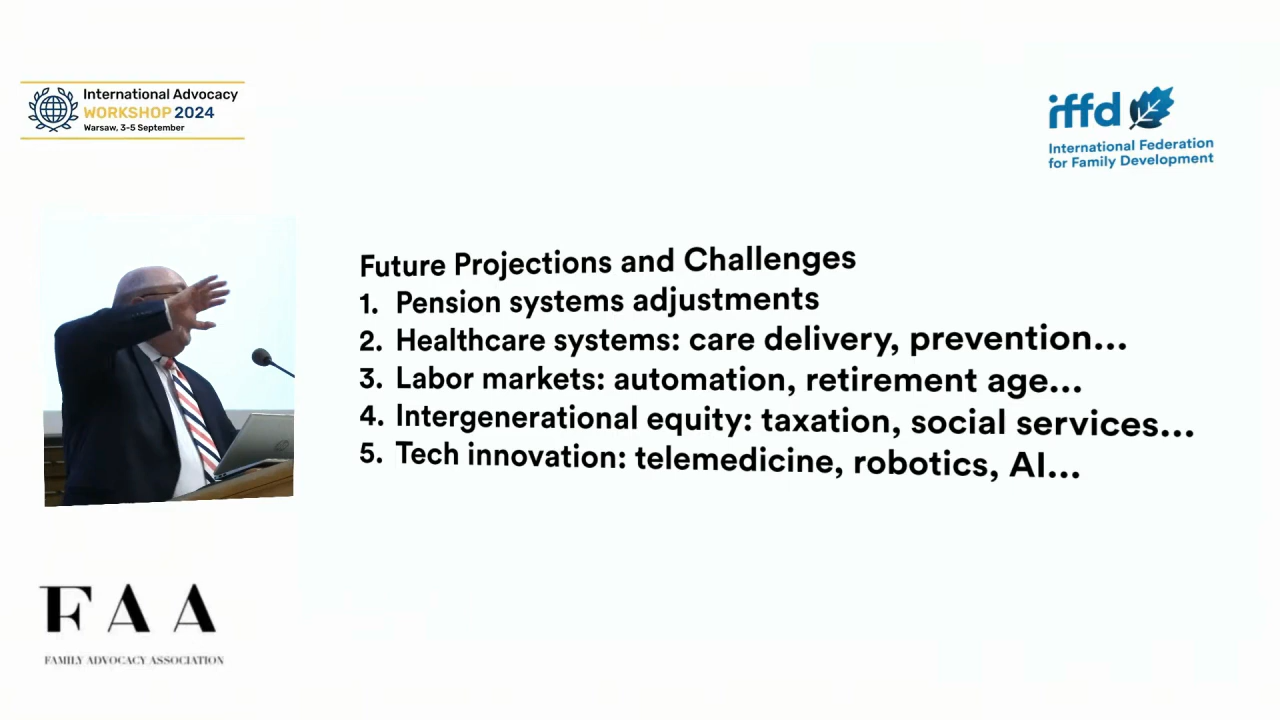 International Advocacy
WORKSHOP 2024
Warsaw, 3-5 September
iffd
International Federation
for Family Development
Future Projections and Challenges
1. Pension systems adjustments
2. Healthcare systems: care delivery, prevention...
3. Labor markets: automation, retirement age...
4. Intergenerational equity: taxation, social services...
5. Tech innovation: telemedicine, robotics, AI...
FAA
FAMILY ADVOCACY ASSOCIATION